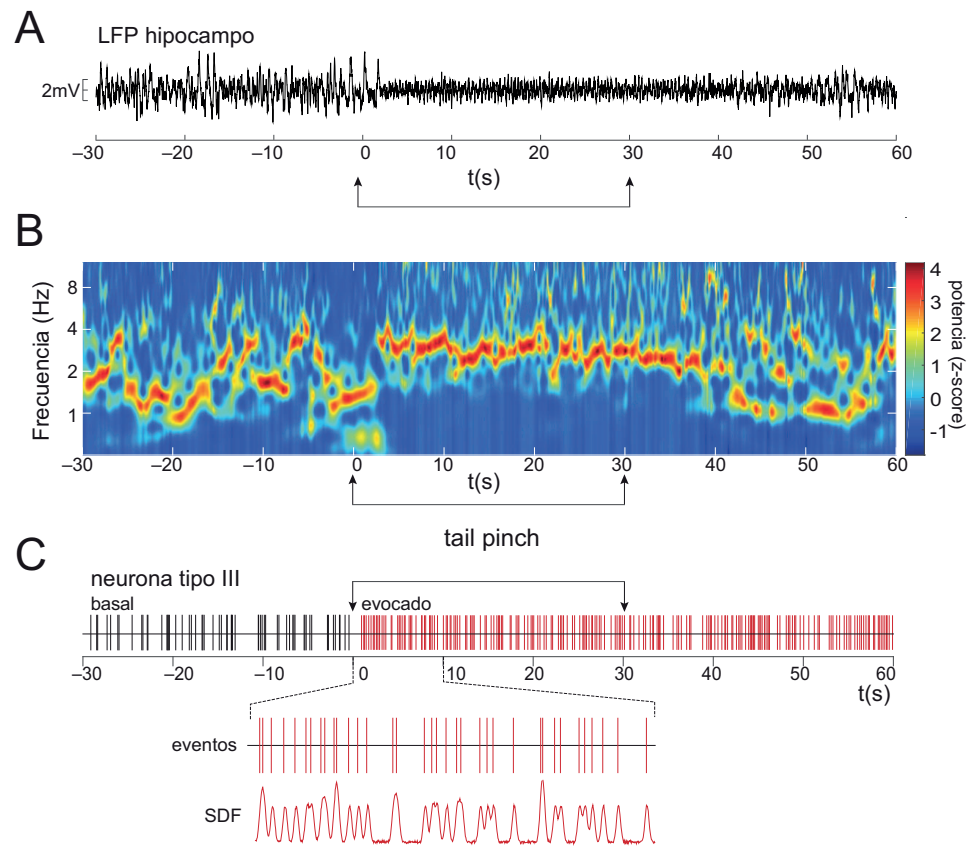 A
LFP hipocampo
2mV
–30 –20 –10 0 10 20 30 40 50 60
t(s)
B
Frecuencia (Hz)
8
4
2
1
–30 –20 –10 0 10 20 30 40 50 60
t(s)
4
3
2
1
0
-1
potencia (z-score)
tail pinch
C
neurona tipo III
basal evocado
–30 –20 –10 0 10 20 30 40 50 60
t(s)
eventos
SDF